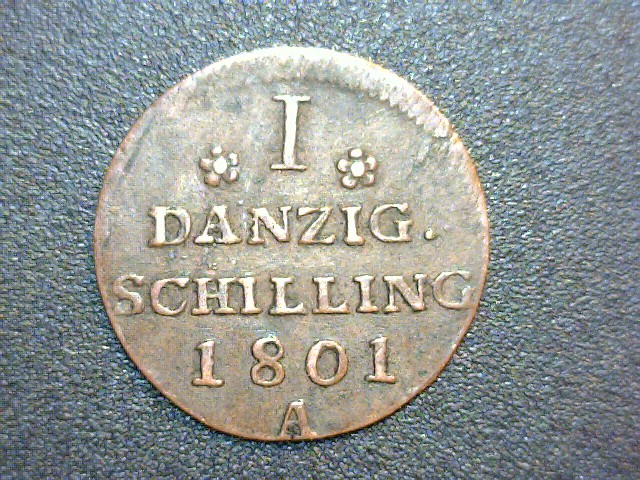 I
DANZIG.
SCHILLING
1801
A